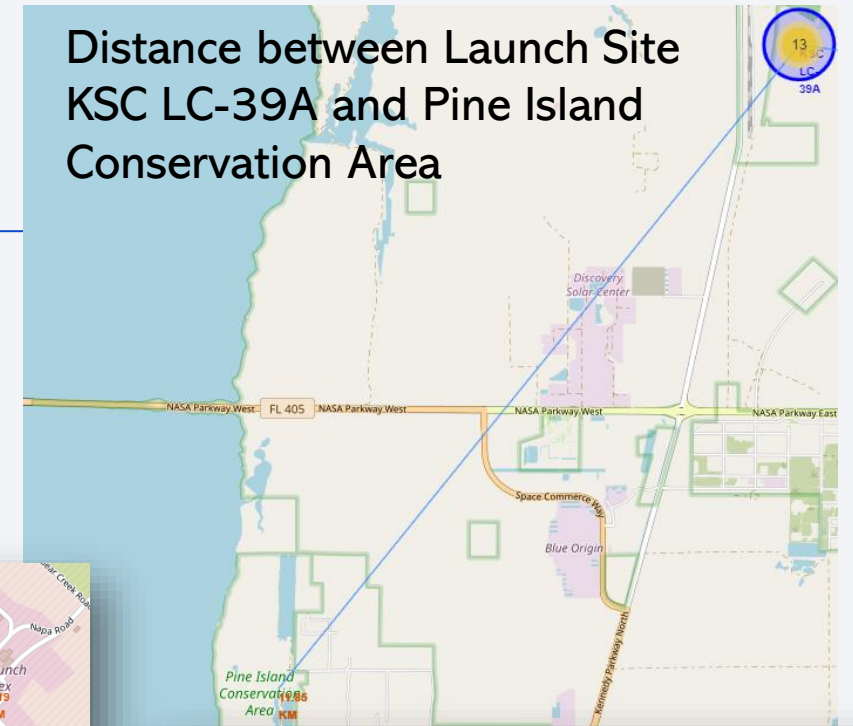 Distance between Launch Site
KSC LC-39A and Pine Island
Conservation Area
13
KSC
LC-
39A
Discovery
Solar Center
NASA Parkway West
FL 405
NASA Parkway West
NASA Parkway West
NASA Parkway East
Space Commerce Way
Blue Origin
Kennedy Parkway North
Napa Road
Pine Island
Conservation
Area
11.85
KM